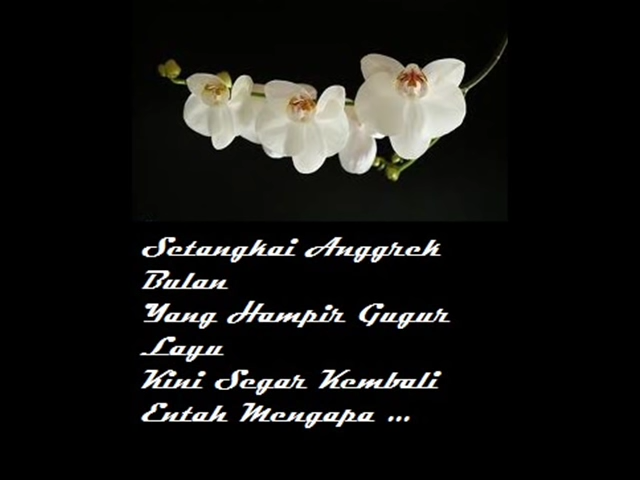 Setangkai Anggrek
Bulan
Yang Hampir Gugur
Layu
Kini Segar Kembali
Entah Mengapa ...